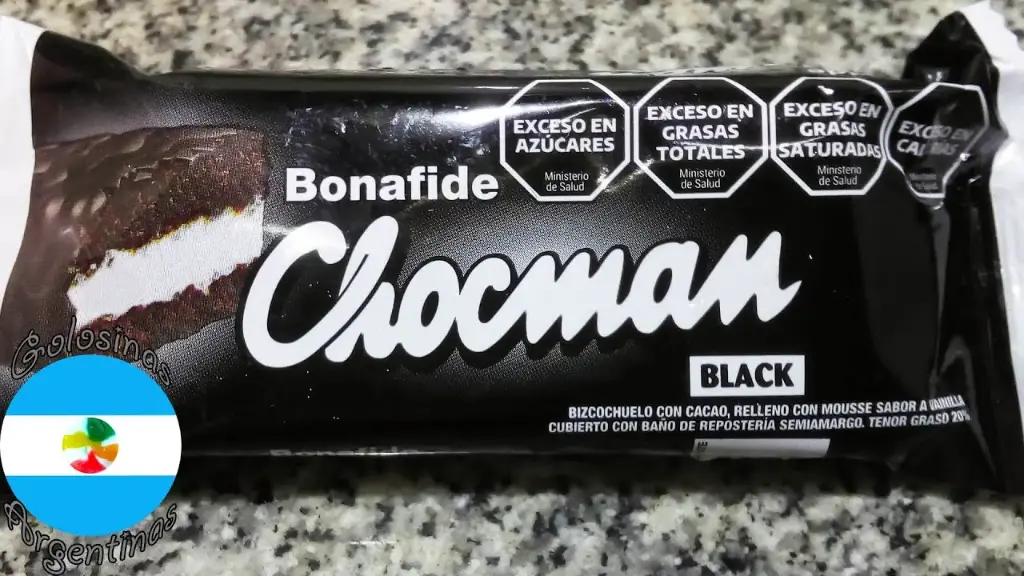 EXCESO EN
AZÚCARES
Ministerio
de Salud
EXCESO EN
GRASAS
TOTALES
Ministerio
de Salud
EXCESO EN
GRASAS
SATURADAS
Ministerio
de Salud
EXCESO EN
Bonafide
Chocman
BLACK
BIZCOCHUELO CON CACAO, RELLENO CON MOUSSE SABOR A VAINILLA
CUBIERTO CON BAÑO DE REPOSTERÍA SEMIAMARGO. TENOR GRASO 20%
Golosinas
Argentinas